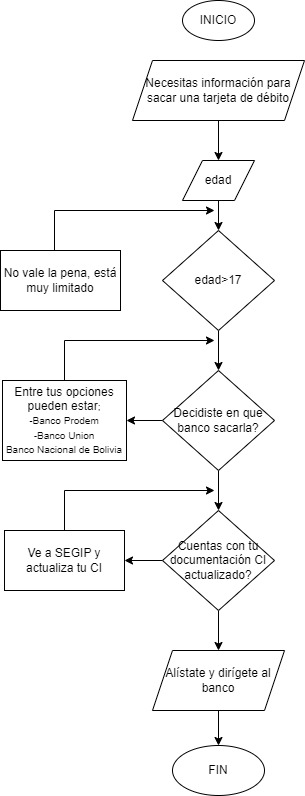 INICIO
Necesitas información para
sacar una tarjeta de débito
edad
No vale la pena, está
muy limitado
edad>17
Entre tus opciones
pueden estar;
-Banco Prodem
-Banco Union
Banco Nacional de Bolivia
Decidiste en que
banco sacarla?
Ve a SEGIP y
actualiza tu CI
Cuentas con tu
documentación CI
actualizado?
Alístate y dirígete al
banco
FIN